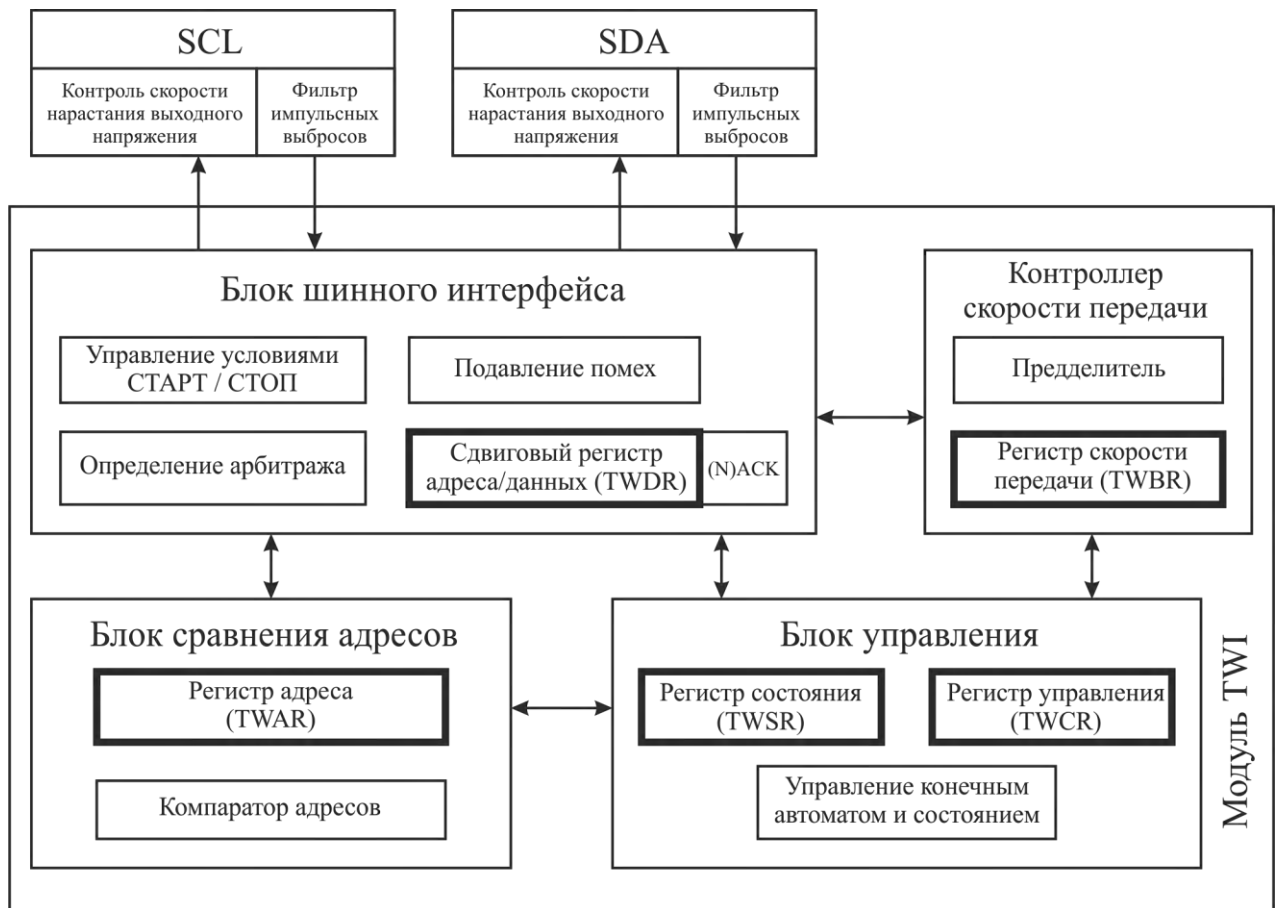 SCL
Контроль скорости
нарастания выходного
напряжения
Фильтр
импульсных
выбросов
SDA
Контроль скорости
нарастания выходного
напряжения
Фильтр
импульсных
выбросов
Блок шинного интерфейса
Управление условиями
СТАРТ / СТОП
Подавление помех
Определение арбитража
Сдвиговый регистр
адреса/данных (TWDR)
(N)ACK
Контроллер
скорости передачи
Предделитель
Регистр скорости
передачи (TWBR)
Блок сравнения адресов
Регистр адреса
(TWAR)
Компаратор адресов
Блок управления
Регистр состояния
(TWSR)
Регистр управления
(TWCR)
Управление конечным
автоматом и состоянием
Модуль TWI